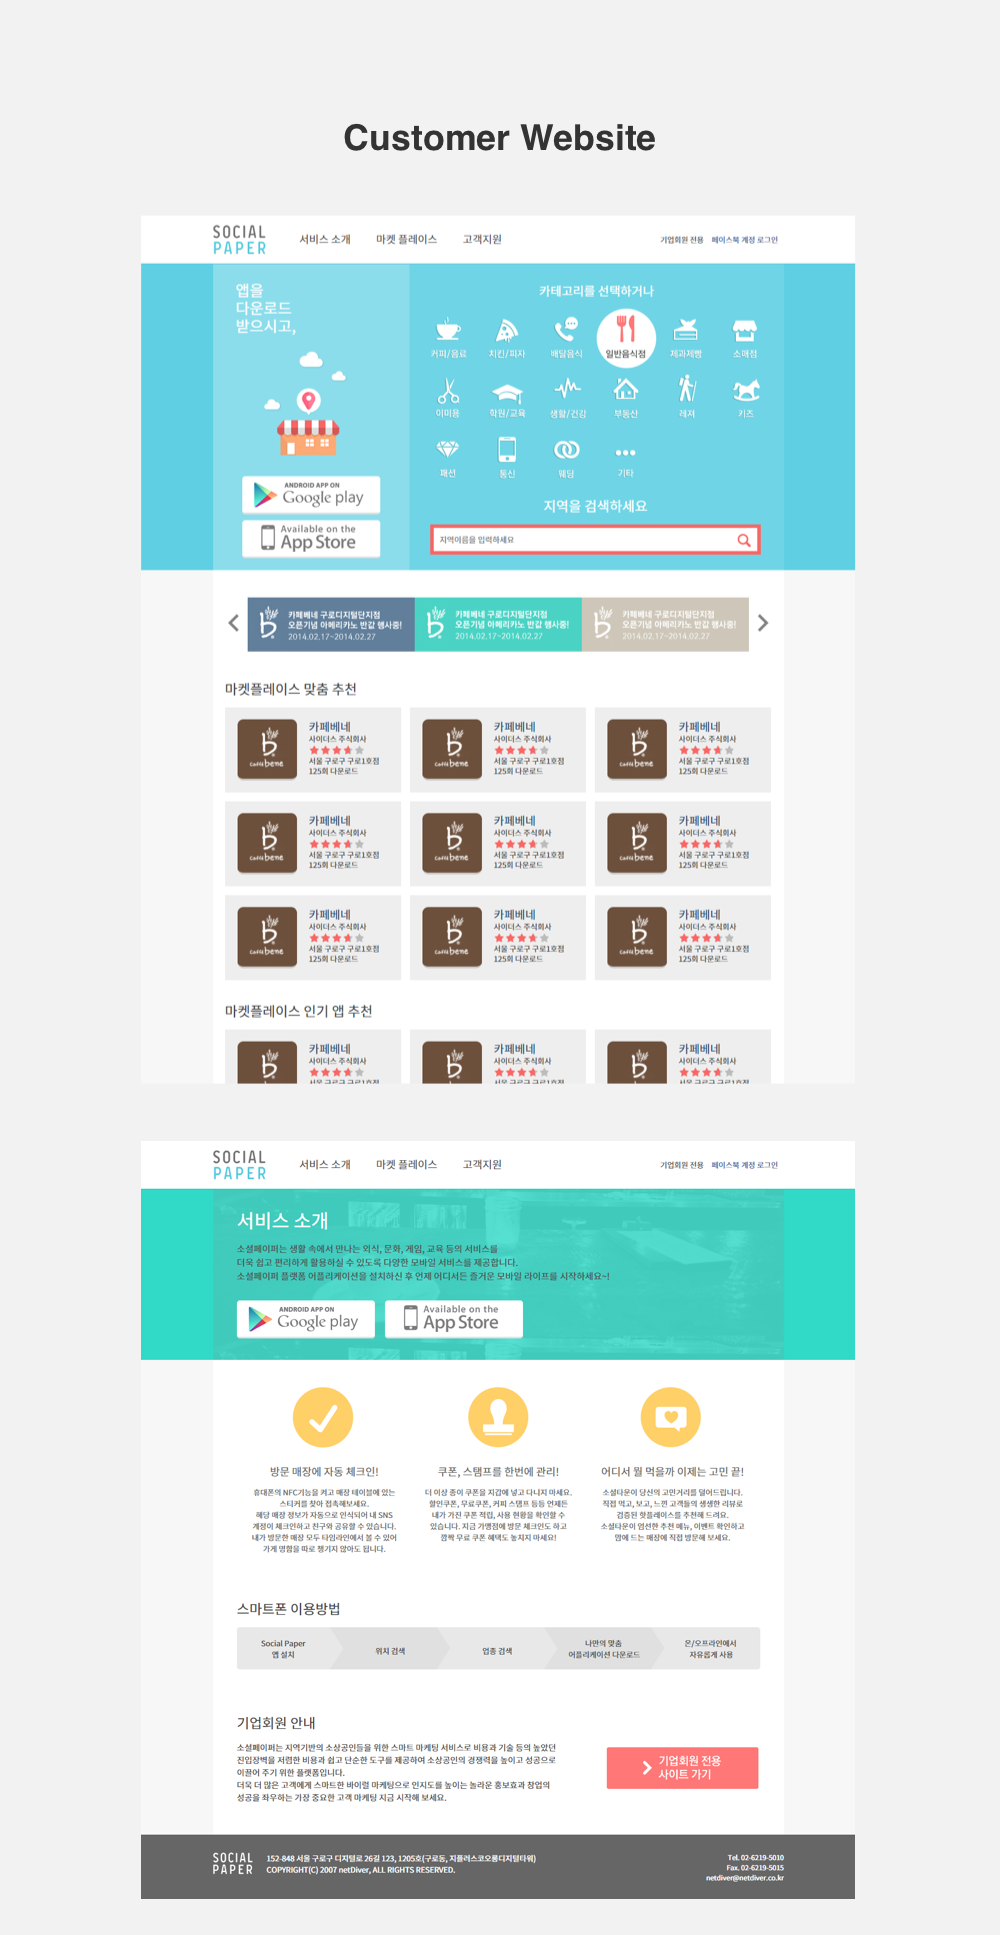 Customer Website
SOCIAL
PAPER
서비스 소개
마켓 플레이스
고객지원
기업회원 전용
페이스북 계정 로그인
앱을
다운로드
받으시고,
ANDROID APP ON
Google play
Available on the
App Store
카테고리를 선택하거나
커피/음료
치킨/피자
배달음식
일반음식점
제과제빵
소매점
이미용
학원/교육
생활/건강
부동산
레져
키즈
패션
통신
웨딩
기타
지역을 검색하세요
지역이름을 입력하세요
카페베네 구로디지털단지점
오픈기념 아메리카노 반값 행사중!
2014.02.17~2014.02.27
카페베네 구로디지털단지점
오픈기념 아메리카노 반값 행사중!
2014.02.17~2014.02.27
카페베네 구로디지털단지점
오픈기념 아메리카노 반값 행사중!
2014.02.17~2014.02.27
마켓플레이스 맞춤 추천
caffé bene
카페베네
사이더스 주식회사
서울 구로구 구로1호점
125회 다운로드
caffé bene
카페베네
사이더스 주식회사
서울 구로구 구로1호점
125회 다운로드
caffé bene
카페베네
사이더스 주식회사
서울 구로구 구로1호점
125회 다운로드
caffé bene
카페베네
사이더스 주식회사
서울 구로구 구로1호점
125회 다운로드
caffé bene
카페베네
사이더스 주식회사
서울 구로구 구로1호점
125회 다운로드
caffé bene
카페베네
사이더스 주식회사
서울 구로구 구로1호점
125회 다운로드
caffé bene
카페베네
사이더스 주식회사
서울 구로구 구로1호점
125회 다운로드
caffé bene
카페베네
사이더스 주식회사
서울 구로구 구로1호점
125회 다운로드
caffé bene
카페베네
사이더스 주식회사
서울 구로구 구로1호점
125회 다운로드
마켓플레이스 인기 앱 추천
caffé bene
카페베네
사이더스 주식회사
서울 구로구 구로1호점
caffé bene
카페베네
사이더스 주식회사
서울 구로구 구로1호점
caffé bene
카페베네
사이더스 주식회사
서울 구로구 구로1호점
SOCIAL
PAPER
서비스 소개
마켓 플레이스
고객지원
기업회원 전용
페이스북 계정 로그인
서비스 소개
소셜페이퍼는 생활 속에서 만나는 외식, 문화, 게임, 교육 등의 서비스를
더욱 쉽고 편리하게 활용하실 수 있도록 다양한 모바일 서비스를 제공합니다.
소셜페이퍼 플랫폼 어플리케이션을 설치하신 후 언제 어디서든 즐거운 모바일 라이프를 시작하세요~!
ANDROID APP ON
Google play
Available on the
App Store
방문 매장에 자동 체크인!
휴대폰의 NFC기능을 켜고 매장 테이블에 있는
스티커를 찾아 접촉해보세요.
해당 매장 정보가 자동으로 인식되어 내 SNS
계정이 체크인하고 친구와 공유할 수 있습니다.
내가 방문한 매장 모두 타임라인에서 볼 수 있어
가게 명함을 따로 챙기지 않아도 됩니다.
쿠폰, 스탬프를 한번에 관리!
더 이상 종이 쿠폰을 지갑에 넣고 다니지 마세요.
할인쿠폰, 무료쿠폰, 커피 스탬프 등등 언제든
내가 가진 쿠폰 적립, 사용 현황을 확인할 수
있습니다. 지금 가맹점에 방문 체크인도 하고
깜짝 무료 쿠폰 혜택도 놓치지 마세요!
어디서 뭘 먹을까 이제는 고민 끝!
소셜타운이 당신의 고민거리를 덜어드립니다.
직접 먹고, 보고, 느낀 고객들의 생생한 리뷰로
검증된 핫플레이스를 추천해 드려요.
소셜타운이 엄선한 추천 메뉴, 이벤트 확인하고
맘에 드는 매장에 직접 방문해 보세요.
스마트폰 이용방법
Social Paper
앱 설치
위치 검색
업종 검색
나만의 맞춤
어플리케이션 다운로드
온/오프라인에서
자유롭게 사용
기업회원 안내
소셜페이퍼는 지역기반의 소상공인들을 위한 스마트 마케팅 서비스로 비용과 기술 등의 높았던
진입장벽을 저렴한 비용과 쉽고 단순한 도구를 제공하여 소상공인의 경쟁력을 높이고 성공으로
이끌어 주기 위한 플랫폼입니다.
더욱 더 많은 고객에게 스마트한 바이럴 마케팅으로 인지도를 높이는 놀라운 홍보효과 창업의
성공을 좌우하는 가장 중요한 고객 마케팅 지금 시작해 보세요.
기업회원 전용
사이트 가기
SOCIAL
PAPER
152-848 서울 구로구 디지털로 26길 123, 1205호(구로동, 지플러스코오롱디지털타워)
COPYRIGHT(C) 2007 netDiver, ALL RIGHTS RESERVED.
Tel. 02-6219-5010
Fax. 02-6219-5015
netdiver@netdiver.co.kr